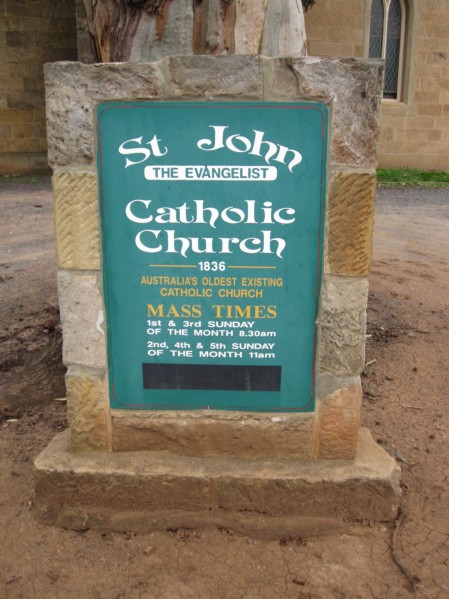 St John
THE EVANGELIST
Catholic
Church
1836
AUSTRALIA'S OLDEST EXISTING
CATHOLIC CHURCH
MASS TIMES
1st & 3rd SUNDAY
OF THE MONTH 8.30am
2nd, 4th & 5th SUNDAY
OF THE MONTH 11am